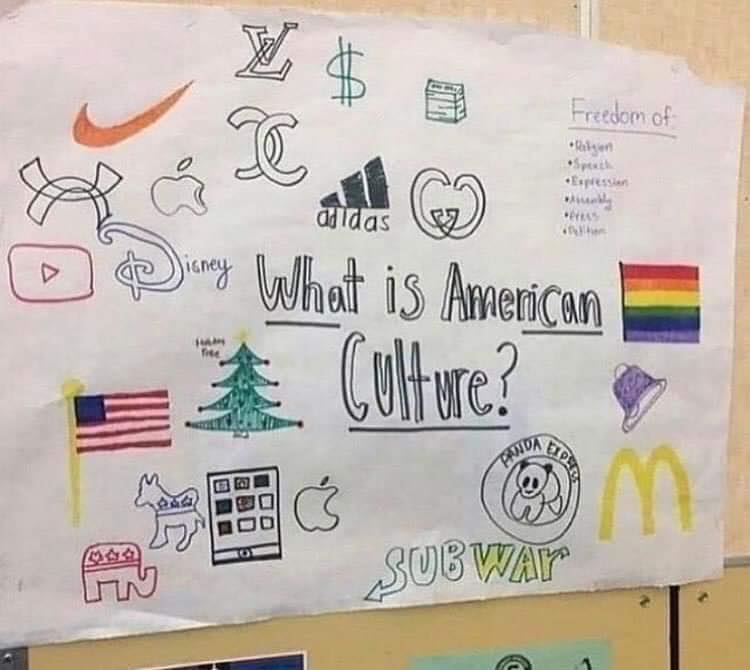 LV
$
Freedom of:
• Religion
• Speech
• Expression
• Assembly
• Press
• Petition
adidas
Disney
What is American
Culture?
Tree
PANDA EXPRESS
M
SUBWAY